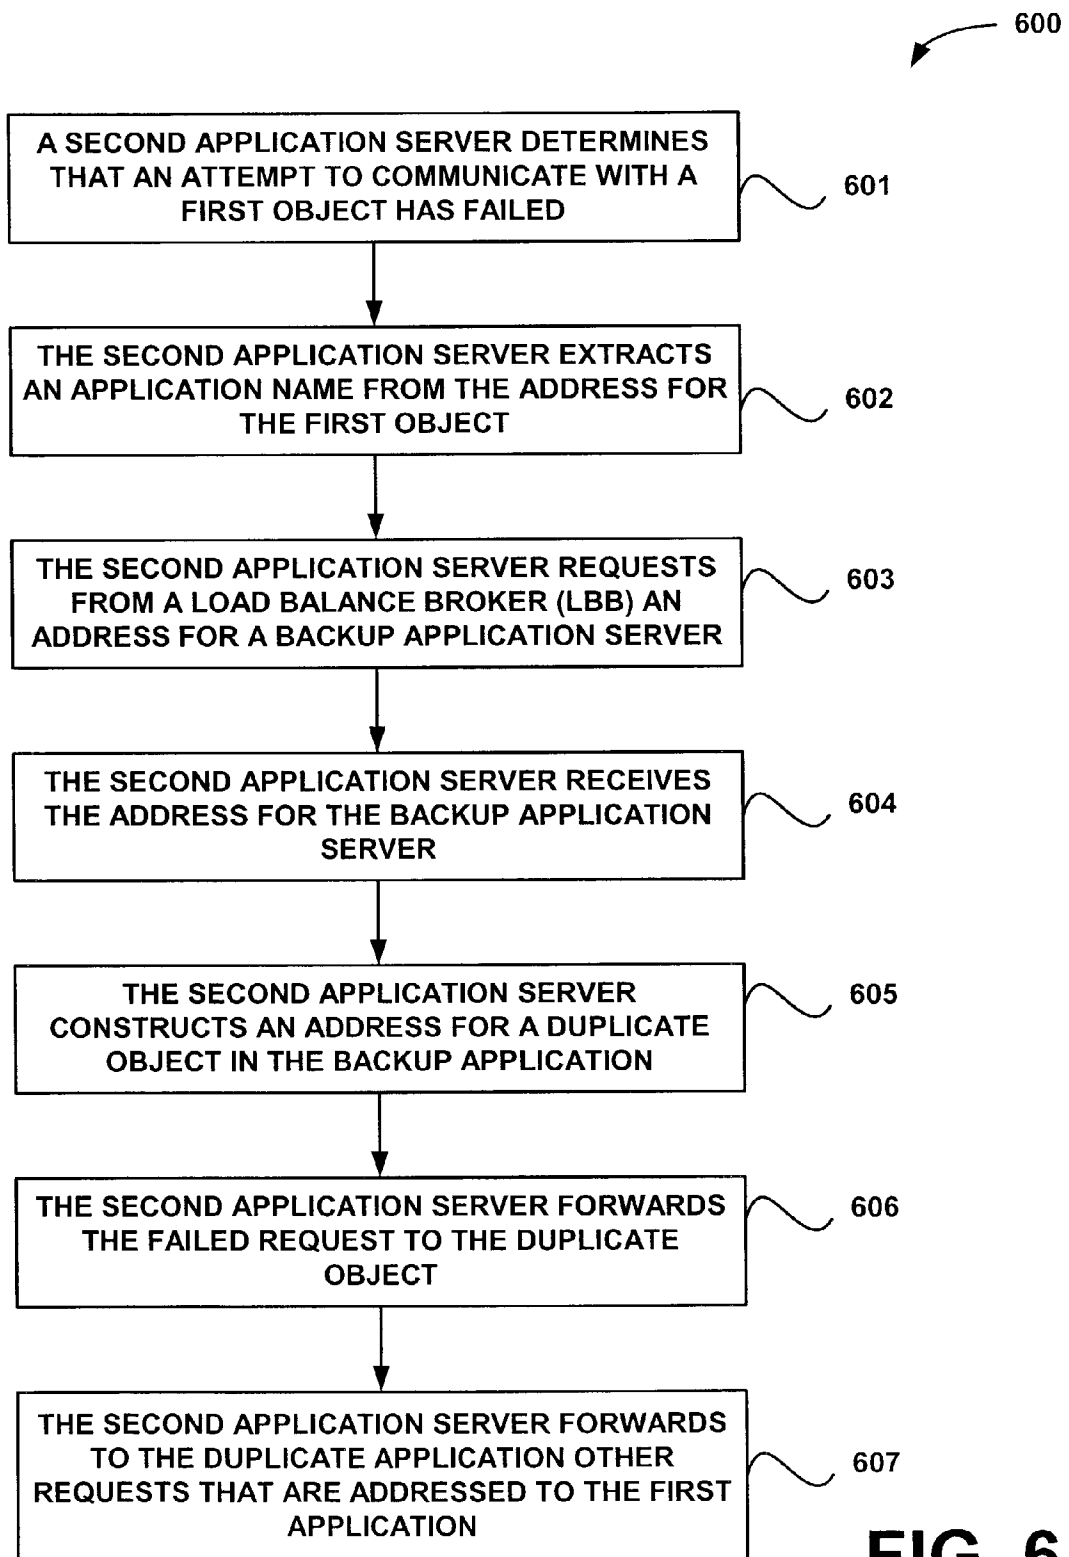 600
A SECOND APPLICATION SERVER DETERMINES
THAT AN ATTEMPT TO COMMUNICATE WITH A
FIRST OBJECT HAS FAILED
601
THE SECOND APPLICATION SERVER EXTRACTS
AN APPLICATION NAME FROM THE ADDRESS FOR
THE FIRST OBJECT
602
THE SECOND APPLICATION SERVER REQUESTS
FROM A LOAD BALANCE BROKER (LBB) AN
ADDRESS FOR A BACKUP APPLICATION SERVER
603
THE SECOND APPLICATION SERVER RECEIVES
THE ADDRESS FOR THE BACKUP APPLICATION
SERVER
604
THE SECOND APPLICATION SERVER
CONSTRUCTS AN ADDRESS FOR A DUPLICATE
OBJECT IN THE BACKUP APPLICATION
605
THE SECOND APPLICATION SERVER FORWARDS
THE FAILED REQUEST TO THE DUPLICATE
OBJECT
606
THE SECOND APPLICATION SERVER FORWARDS
TO THE DUPLICATE APPLICATION OTHER
REQUESTS THAT ARE ADDRESSED TO THE FIRST
APPLICATION
607
FIG. 6